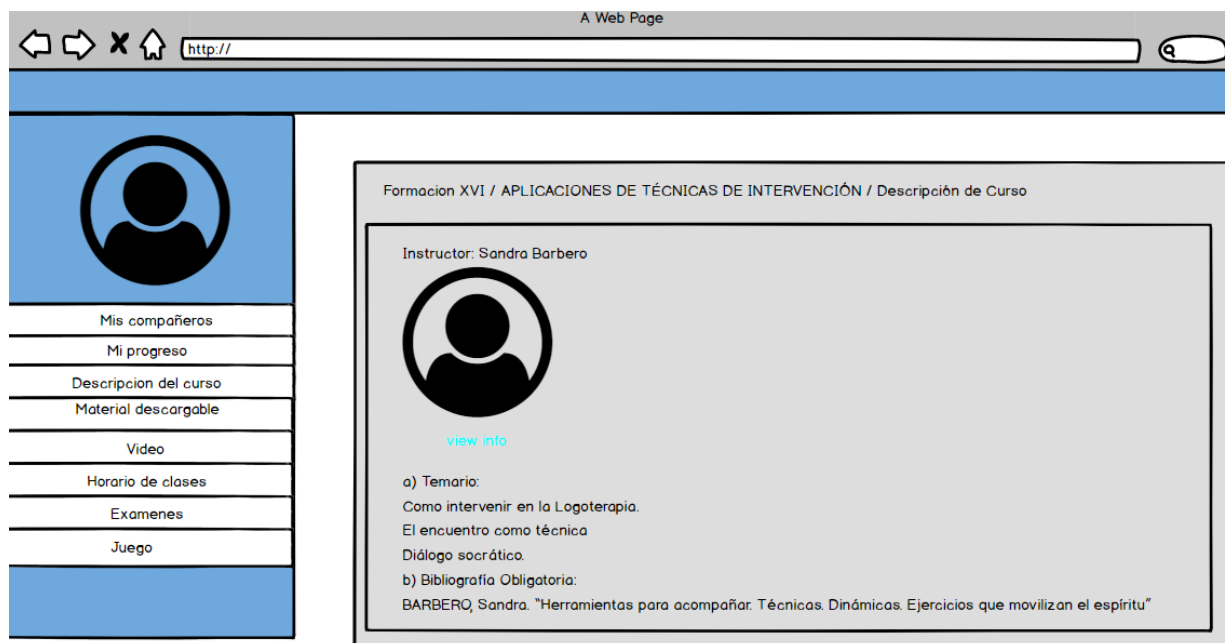 A Web Page
http://
Mis compañeros
Mi progreso
Descripcion del curso
Material descargable
Video
Horario de clases
Examenes
Juego
Formacion XVI / APLICACIONES DE TÉCNICAS DE INTERVENCIÓN / Descripción de Curso
Instructor: Sandra Barbero
view info
a) Temario:
Como intervenir en la Logoterapia.
El encuentro como técnica
Diálogo socrático.
b) Bibliografía Obligatoria:
BARBERO, Sandra. “Herramientas para acompañar. Técnicas. Dinámicas. Ejercicios que movilizan el espíritu”